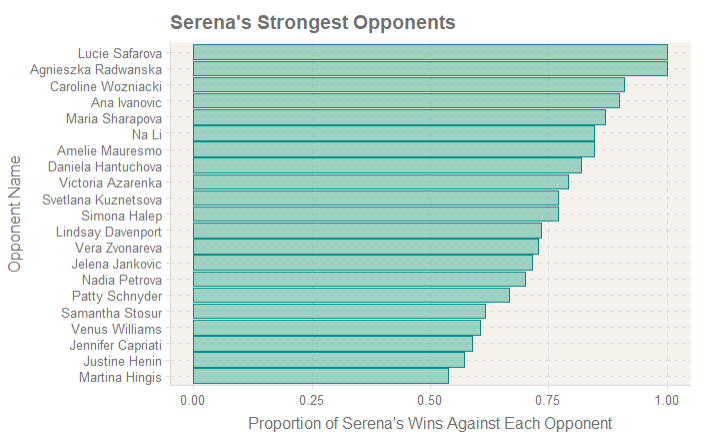 Serena's Strongest Opponents
Opponent Name
Lucie Safarova
Agnieszka Radwanska
Caroline Wozniacki
Ana Ivanovic
Maria Sharapova
Na Li
Amelie Mauresmo
Daniela Hantuchova
Victoria Azarenka
Svetlana Kuznetsova
Simona Halep
Lindsay Davenport
Vera Zvonareva
Jelena Jankovic
Nadia Petrova
Patty Schnyder
Samantha Stosur
Venus Williams
Jennifer Capriati
Justine Henin
Martina Hingis
0.00 0.25 0.50 0.75 1.00
Proportion of Serena's Wins Against Each Opponent